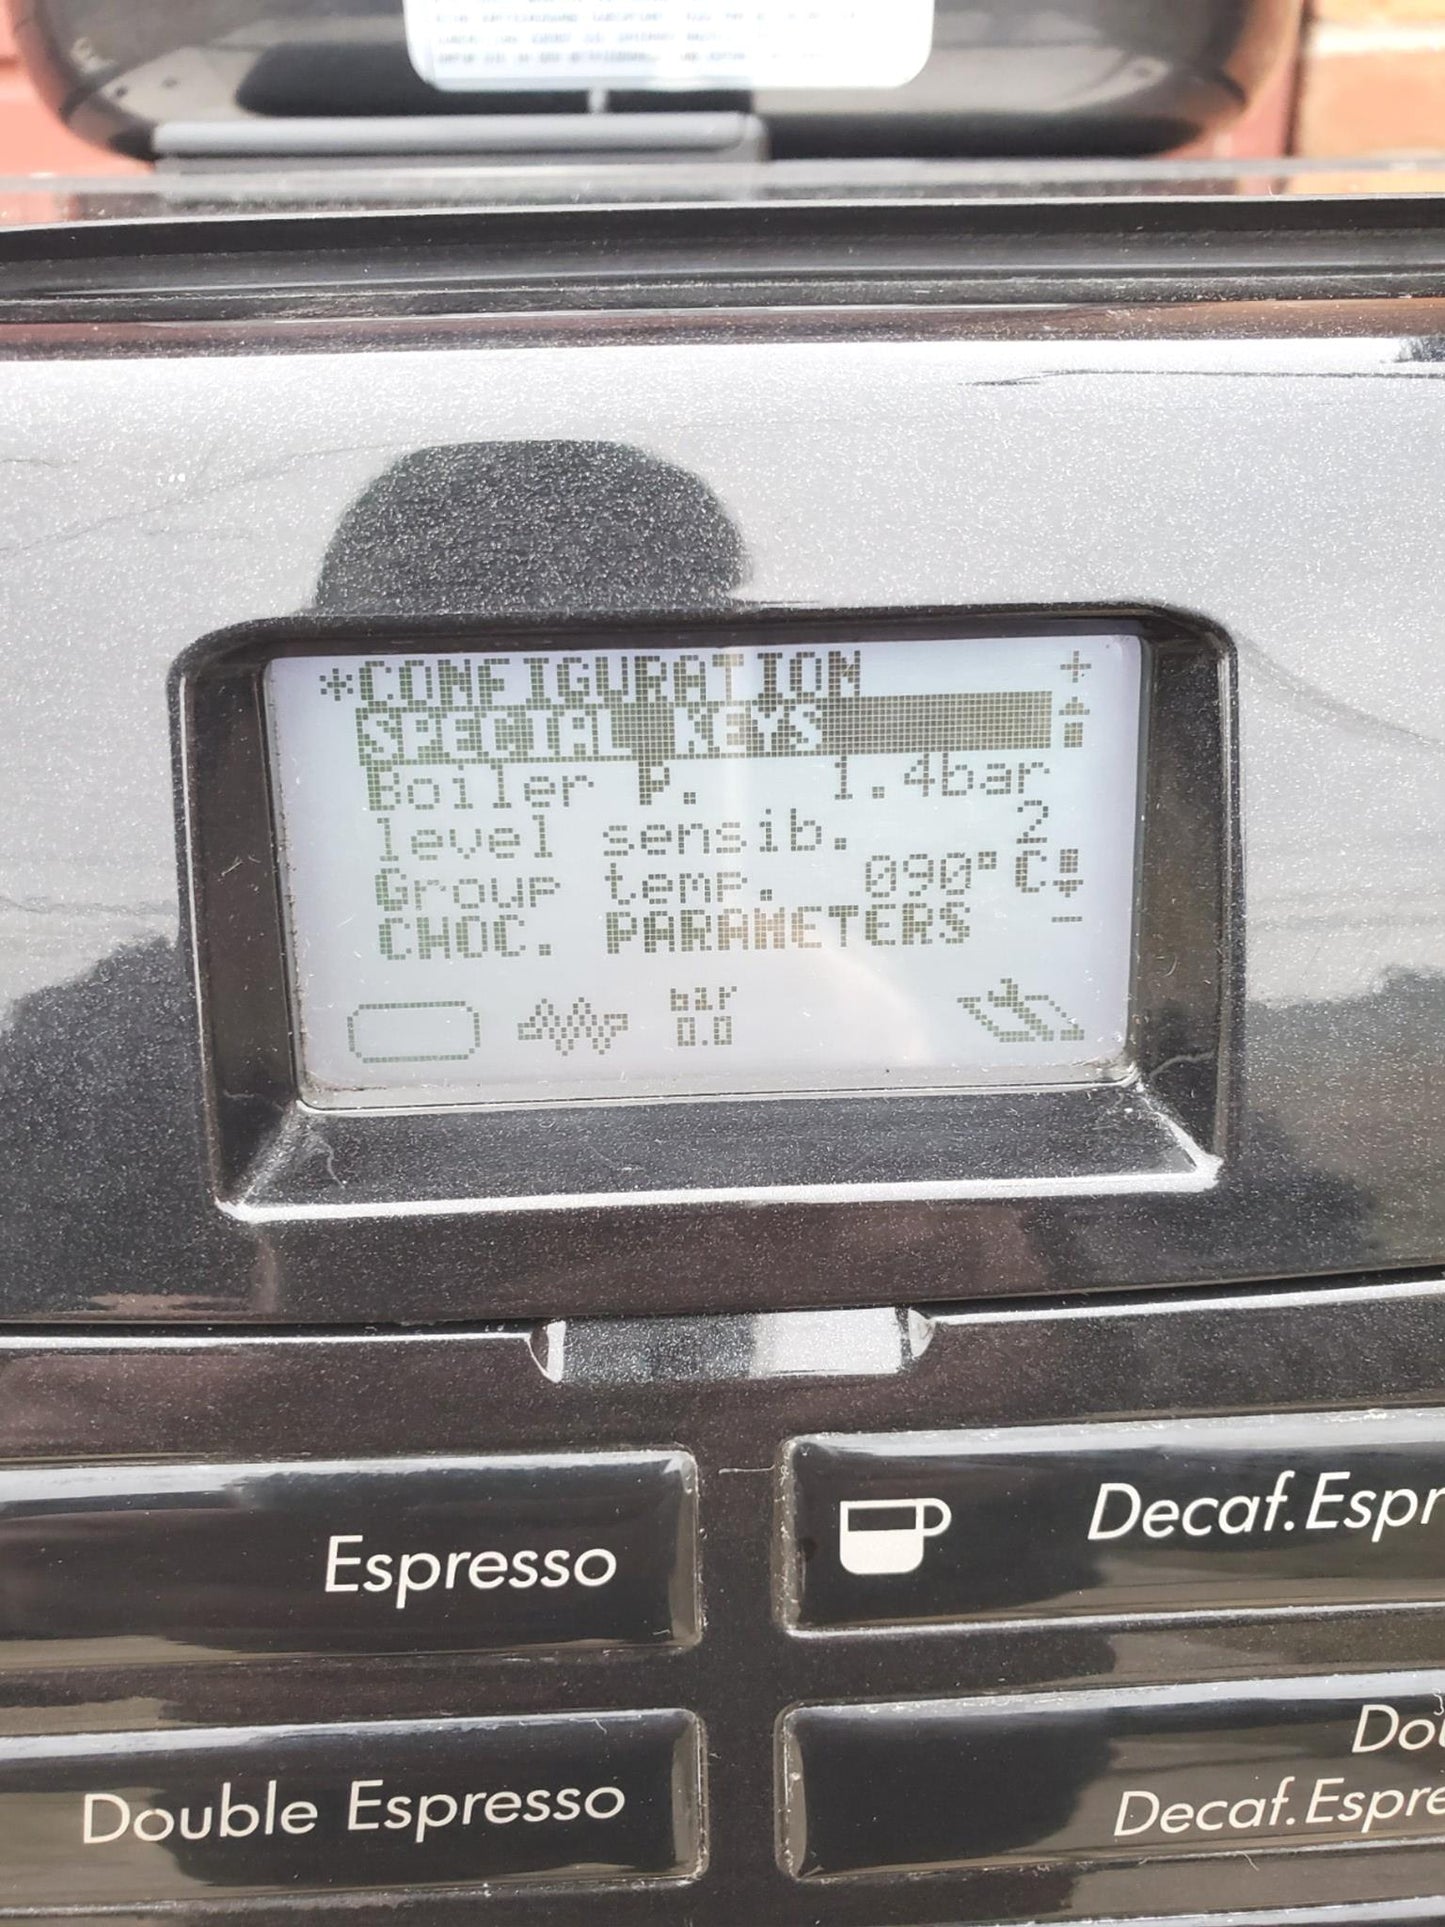 *CONFIGURATION +
SPECIAL KEYS
Boiler P. 1.4bar
level sensib. 2
Group temp. 090°C
CHOC. PARAMETERS -
bar
0.0
Espresso
Decaf.Espr
Double Espresso
Dou
Decaf.Espre